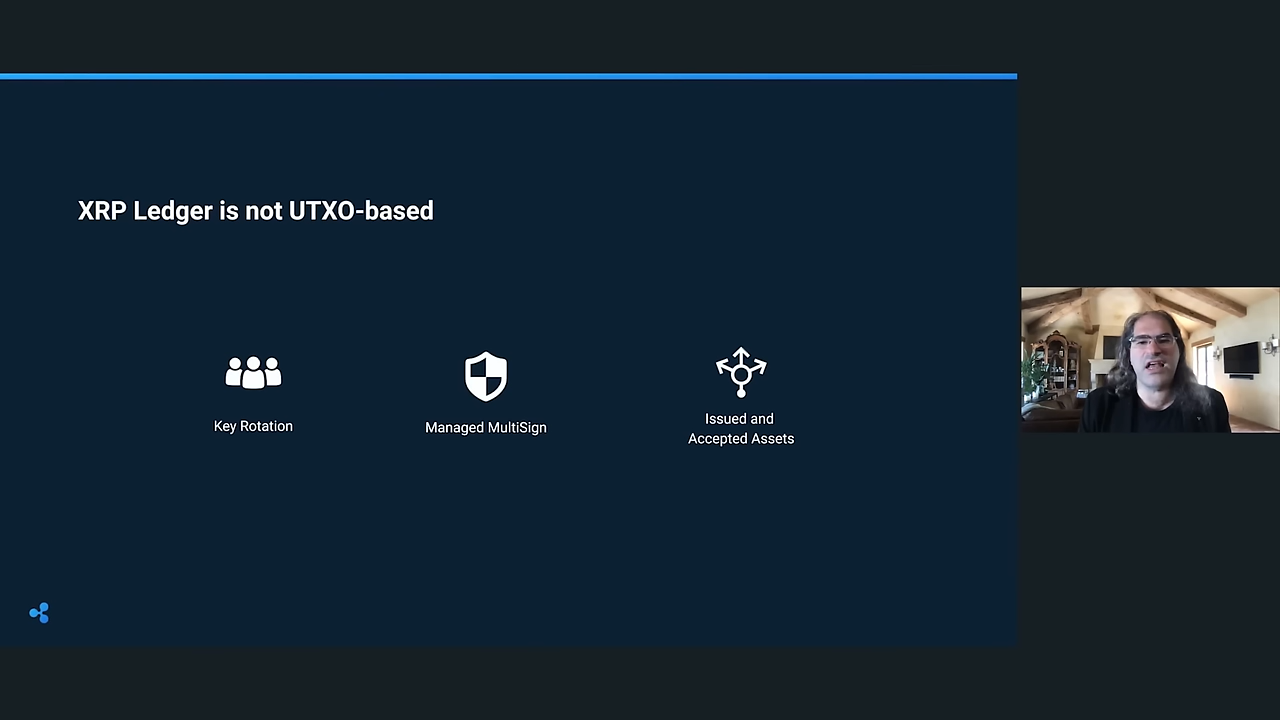 XRP Ledger is not UTXO-based
Key Rotation
Managed MultiSign
Issued and
Accepted Assets